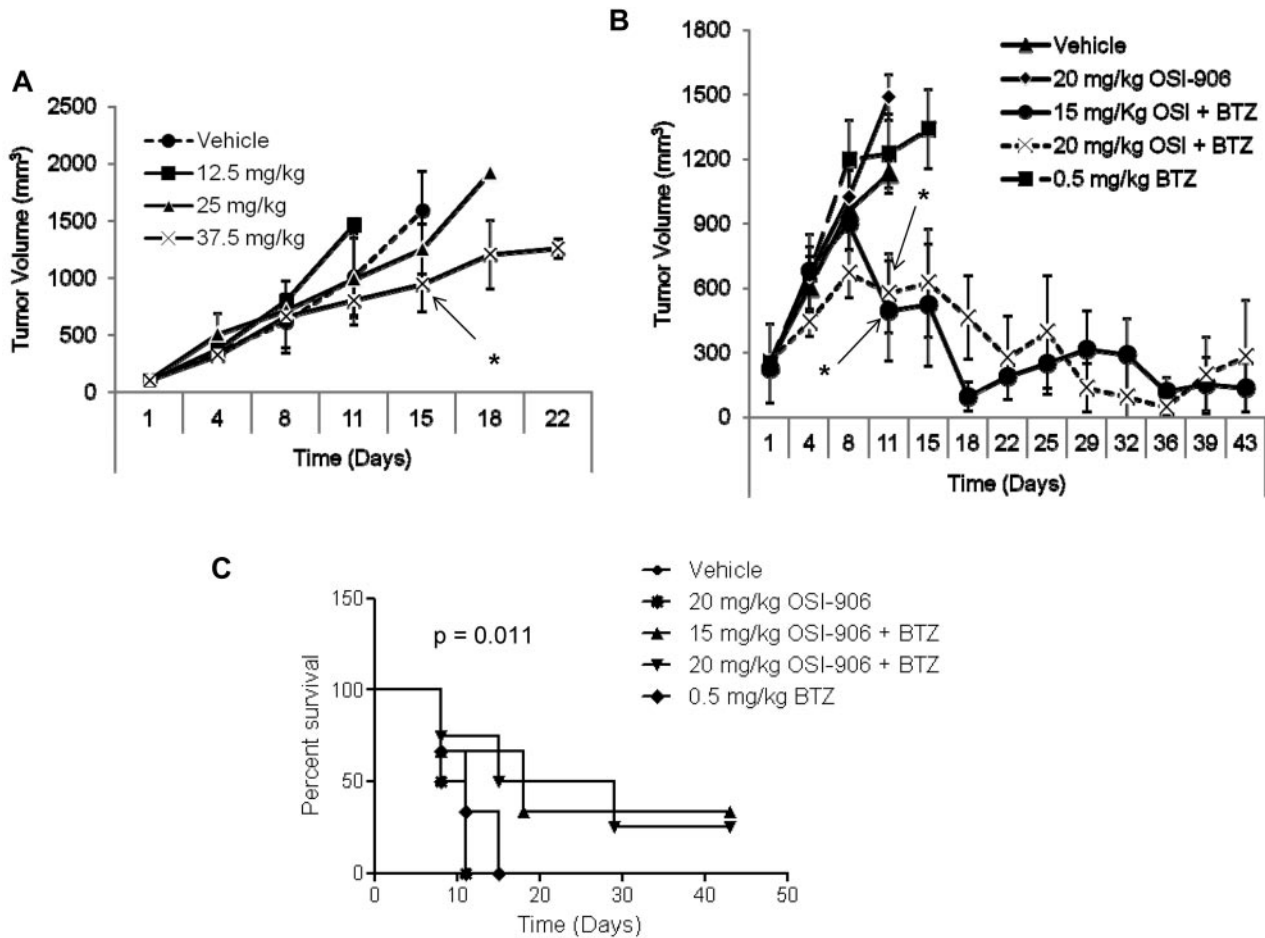 A
Tumor Volume (mm³)
2500
2000
1500
1000
500
0
Vehicle
12.5 mg/kg
25 mg/kg
37.5 mg/kg
*
1 4 8 11 15 18 22
Time (Days)
B
Tumor Volume (mm³)
1800
1500
1200
900
600
300
0
Vehicle
20 mg/kg OSI-906
15 mg/Kg OSI + BTZ
20 mg/kg OSI + BTZ
0.5 mg/kg BTZ
*
*
1 4 8 11 15 18 22 25 29 32 36 39 43
Time (Days)
C
Percent survival
150
100
50
0
p = 0.011
Vehicle
20 mg/kg OSI-906
15 mg/kg OSI-906 + BTZ
20 mg/kg OSI-906 + BTZ
0.5 mg/kg BTZ
0 10 20 30 40 50
Time (Days)